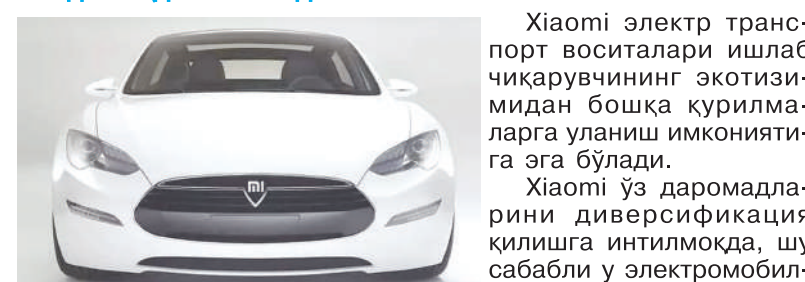 mi
Xiaomi электр транс-
порт воситалари ишлаб
чиқарувчининг экотизи-
мидан бошқа қурилма-
ларга уланиш имконияти-
га эга бўлади.
Xiaomi ўз даромадла-
рини диверсификация
қилишга интилмоқда, шу
сабабли у электромобил-